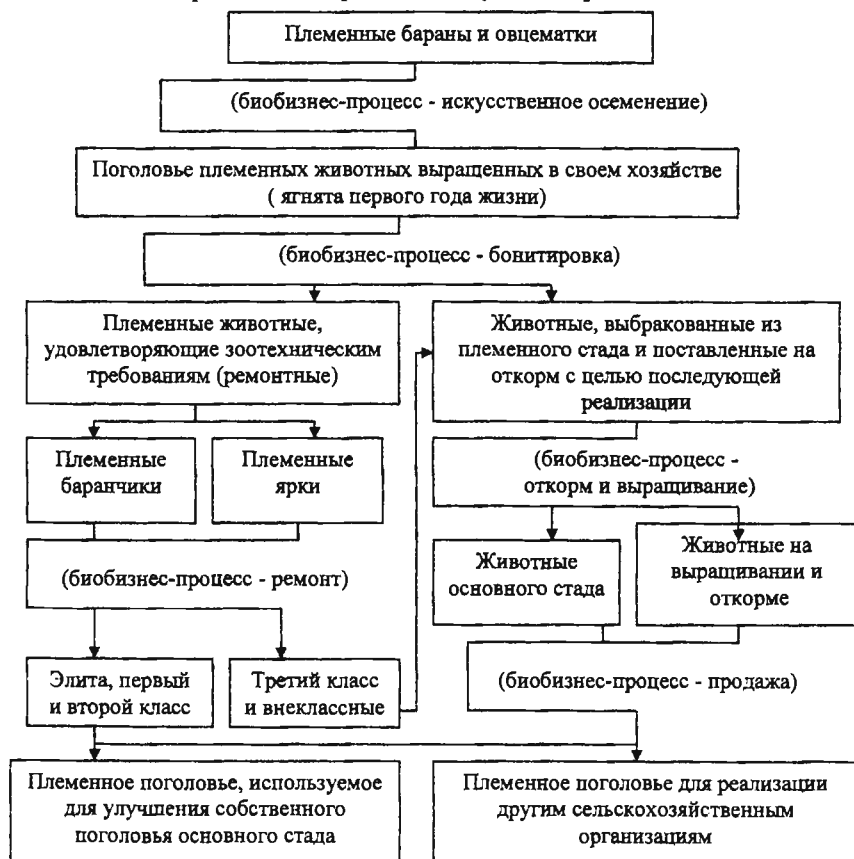 Племенные бараны и овцематки
(биобизнес-процесс - искусственное осеменение)
Поголовье племенных животных выращенных в своем хозяйстве
( ягнята первого года жизни)
(биобизнес-процесс - бонитировка)
Племенные животные,
удовлетворяющие зоотехническим
требованиям (ремонтные)
Животные, выбракованные из
племенного стада и поставленные на
откорм с целью последующей
реализации
Племенные
баранчики
Племенные
ярки
(биобизнес-процесс -
откорм и выращивание)
Животные
основного стада
Животные на
выращивании и
откорме
(биобизнес-процесс - ремонт)
Элита, первый
и второй класс
Третий класс
и внеклассные
(биобизнес-процесс - продажа)
Племенное поголовье, используемое
для улучшения собственного
поголовья основного стада
Племенное поголовье для реализации
другим сельскохозяйственным
организациям